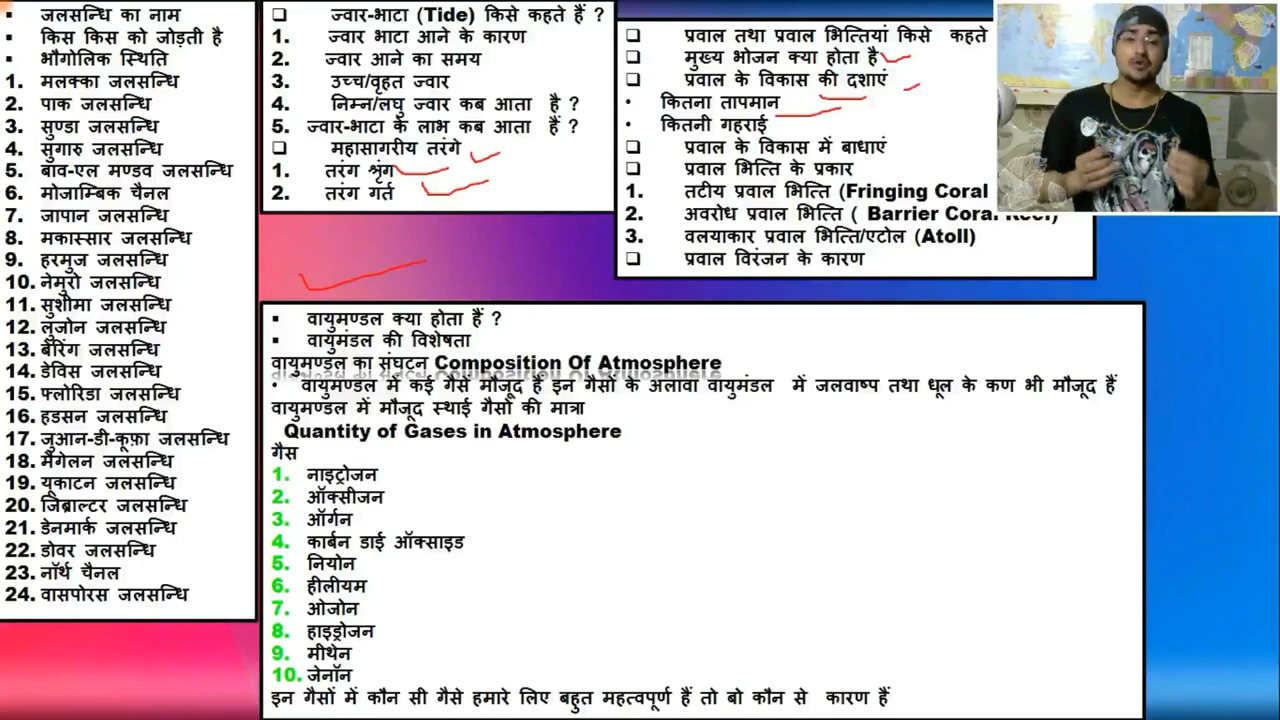 जलसन्धि का नाम
किस किस को जोड़ती है
भौगोलिक स्थिति
1. मलक्का जलसन्धि
2. पाक जलसन्धि
3. सुण्डा जलसन्धि
4. सुगारु जलसन्धि
5. बाव-एल मण्डव जलसन्धि
6. मोजाम्बिक चैनल
7. जापान जलसन्धि
8. मकास्सार जलसन्धि
9. हरमुज जलसन्धि
10. नेमुरो जलसन्धि
11. सुशीमा जलसन्धि
12. लुजोन जलसन्धि
13. बेरिंग जलसन्धि
14. डेविस जलसन्धि
15. फ्लोरिडा जलसन्धि
16. हडसन जलसन्धि
17. जुआन-डी-कूफ़ा जलसन्धि
18. मैगेलन जलसन्धि
19. यूकाटन जलसन्धि
20. जिब्राल्टर जलसन्धि
21. डेनमार्क जलसन्धि
22. डोवर जलसन्धि
23. नॉर्थ चैनल
24. वासपोरस जलसन्धि
ज्वार-भाटा (Tide) किसे कहते हैं ?
1. ज्वार भाटा आने के कारण
2. ज्वार आने का समय
3. उच्च/वृहत ज्वार
4. निम्न/लघु ज्वार कब आता है ?
5. ज्वार-भाटा के लाभ कब आता हैं ?
महासागरीय तरंगे
1. तरंग श्रृंग
2. तरंग गर्त
प्रवाल तथा प्रवाल भित्तियां किसे कहते
मुख्य भोजन क्या होता है
प्रवाल के विकास की दशाएं
कितना तापमान
कितनी गहराई
प्रवाल के विकास में बाधाएं
प्रवाल भित्ति के प्रकार
1. तटीय प्रवाल भित्ति (Fringing Coral
2. अवरोध प्रवाल भित्ति ( Barrier Coral Reef)
3. वलयाकार प्रवाल भित्ति/एटोल (Atoll)
प्रवाल विरंजन के कारण
वायुमण्डल क्या होता हैं ?
वायुमंडल की विशेषता
वायुमण्डल का संघटन Composition Of Atmosphere
वायुमण्डल में कई गैसें मौजूद हैं इन गैसों के अलावा वायुमंडल में जलवाष्प तथा धूल के कण भी मौजूद हैं
वायुमण्डल में मौजूद स्थाई गैसों की मात्रा
Quantity of Gases in Atmosphere
गैस
1. नाइट्रोजन
2. ऑक्सीजन
3. ऑर्गन
4. कार्बन डाई ऑक्साइड
5. नियोन
6. हीलीयम
7. ओजोन
8. हाइड्रोजन
9. मीथेन
10. जेनॉन
इन गैसों में कौन सी गैसे हमारे लिए बहुत महत्वपूर्ण हैं तो बो कौन से कारण हैं